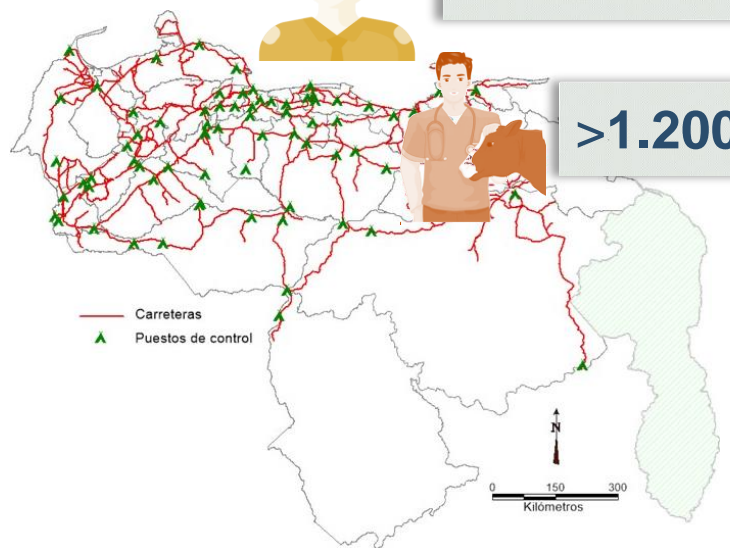 >1.200
Carreteras
Puestos de control
N
0 150 300
Kilómetros